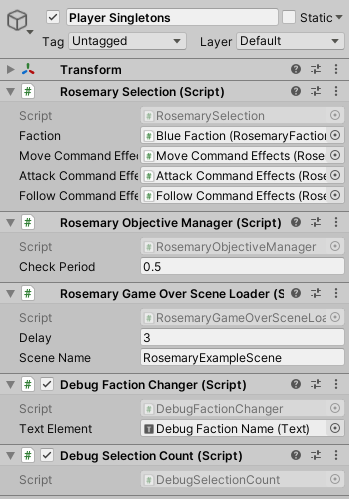 Player Singletons Static
Tag Untagged Layer Default
Transform
Rosemary Selection (Script)
Script RosemarySelection
Faction Blue Faction (RosemaryFaction
Move Command Effe Move Command Effects (Rose
Attack Command Effe Attack Command Effects (Rose
Follow Command Effe Follow Command Effects (Rose
Rosemary Objective Manager (Script)
Script RosemaryObjectiveManager
Check Period 0.5
Rosemary Game Over Scene Loader (S
Script RosemaryGameOverSceneLoa
Delay 3
Scene Name RosemaryExampleScene
Debug Faction Changer (Script)
Script DebugFactionChanger
Text Element Debug Faction Name (Text)
Debug Selection Count (Script)
Script DebugSelectionCount